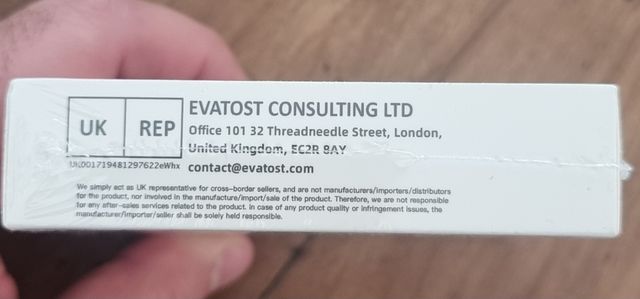 UK REP
EVATOST CONSULTING LTD
Office 101 32 Threadneedle Street, London,
United Kingdom, EC2R 8AY
UK001719481297622eWhx
contact@evatost.com
We simply act as UK representative for cross-border sellers, and are not manufacturers/importers/distributors
for the product, nor involved in the manufacture/import/sale of the product. Therefore, we are not responsible
for any after-sales services related to the product. In case of any product quality or infringement issues, the
manufacturer/importer/seller shall be solely held responsible.